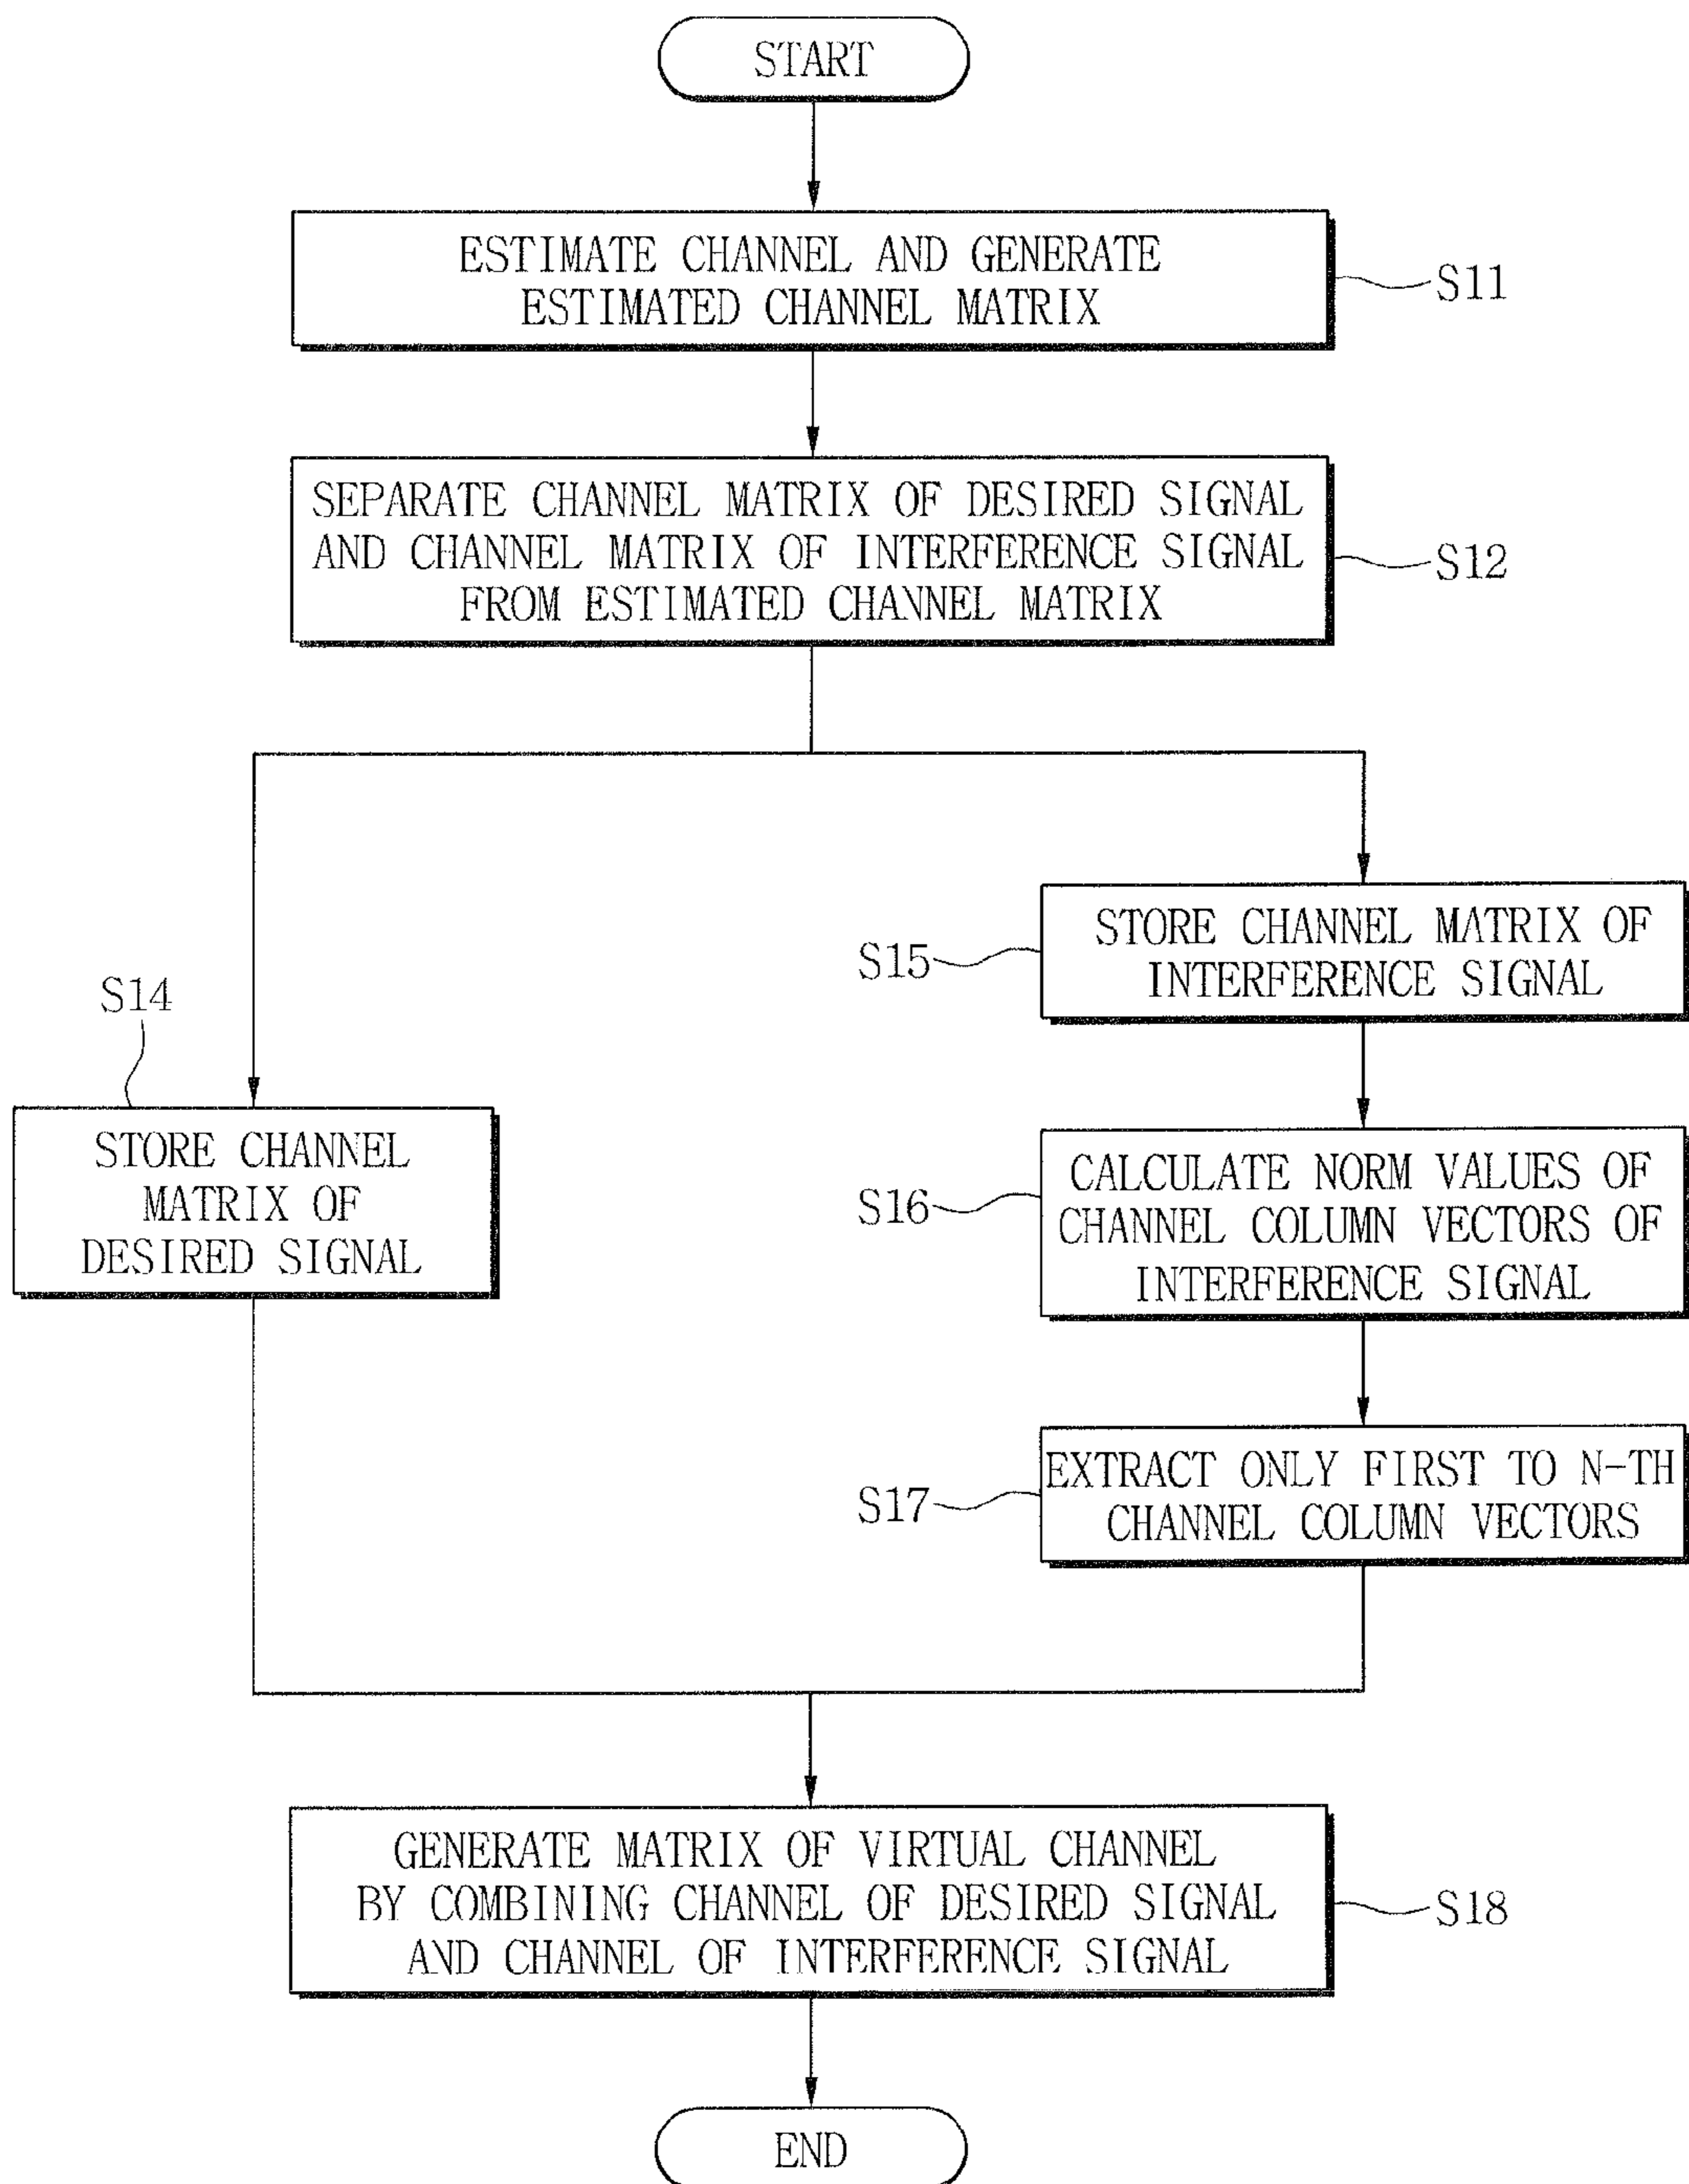 START
ESTIMATE CHANNEL AND GENERATE
ESTIMATED CHANNEL MATRIX
S11
SEPARATE CHANNEL MATRIX OF DESIRED SIGNAL
AND CHANNEL MATRIX OF INTERFERENCE SIGNAL
FROM ESTIMATED CHANNEL MATRIX
S12
STORE CHANNEL MATRIX OF
INTERFERENCE SIGNAL
S15
S14
STORE CHANNEL
MATRIX OF
DESIRED SIGNAL
CALCULATE NORM VALUES OF
CHANNEL COLUMN VECTORS OF
INTERFERENCE SIGNAL
S16
EXTRACT ONLY FIRST TO N-TH
CHANNEL COLUMN VECTORS
S17
GENERATE MATRIX OF VIRTUAL CHANNEL
BY COMBINING CHANNEL OF DESIRED SIGNAL
AND CHANNEL OF INTERFERENCE SIGNAL
S18
END